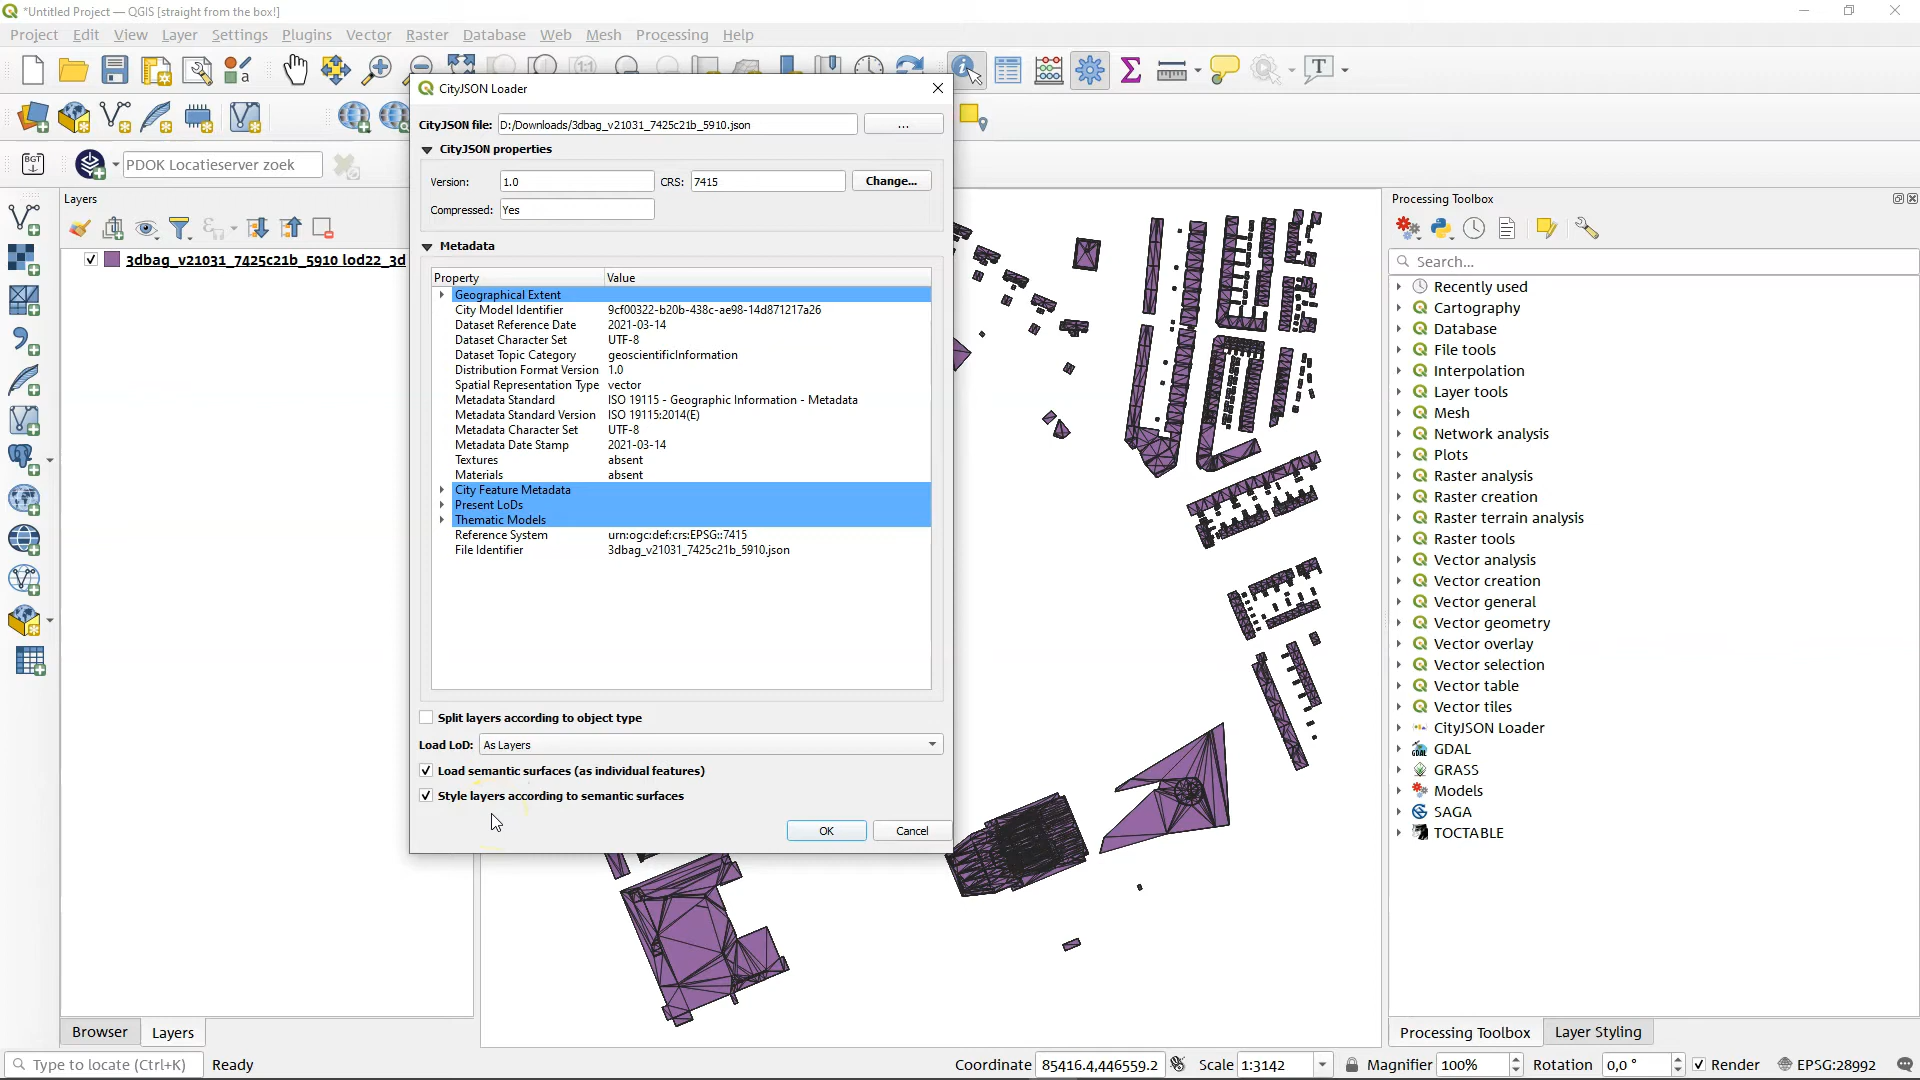 *Untitled Project — QGIS [straight from the box!]
Project Edit View Layer Settings Plugins Vector Raster Database Web Mesh Processing Help
CityJSON Loader
CityJSON file: D:/Downloads/3dbag_v21031_7425c21b_5910.json ...
CityJSON properties
BGT PDOK Locatieserver zoek
Version: 1.0 CRS: 7415 Change...
Compressed: Yes
Layers
Processing Toolbox
Metadata
3dbag_v21031_7425c21b_5910 lod22_3d
Search...
Property Value
Geographical Extent
City Model Identifier 9cf00322-b20b-438c-ae98-14d871217a26
Dataset Reference Date 2021-03-14
Dataset Character Set UTF-8
Dataset Topic Category geoscientificInformation
Distribution Format Version 1.0
Spatial Representation Type vector
Metadata Standard ISO 19115 - Geographic Information - Metadata
Metadata Standard Version ISO 19115:2014(E)
Metadata Character Set UTF-8
Metadata Date Stamp 2021-03-14
Textures absent
Materials absent
City Feature Metadata
Present LoDs
Thematic Models
Reference System urn:ogc:def:crs:EPSG::7415
File Identifier 3dbag_v21031_7425c21b_5910.json
Split layers according to object type
Load LoD: As Layers
Load semantic surfaces (as individual features)
Style layers according to semantic surfaces
OK Cancel
Recently used
Cartography
Database
File tools
Interpolation
Layer tools
Mesh
Network analysis
Plots
Raster analysis
Raster creation
Raster terrain analysis
Raster tools
Vector analysis
Vector creation
Vector general
Vector geometry
Vector overlay
Vector selection
Vector table
Vector tiles
CityJSON Loader
GDAL GDAL
GRASS
Models
SAGA
TOCTABLE
Browser Layers
Processing Toolbox Layer Styling
Type to locate (Ctrl+K) Ready Coordinate 85416.4,446559.2 Scale 1:3142 Magnifier 100% Rotation 0,0 ° Render EPSG:28992